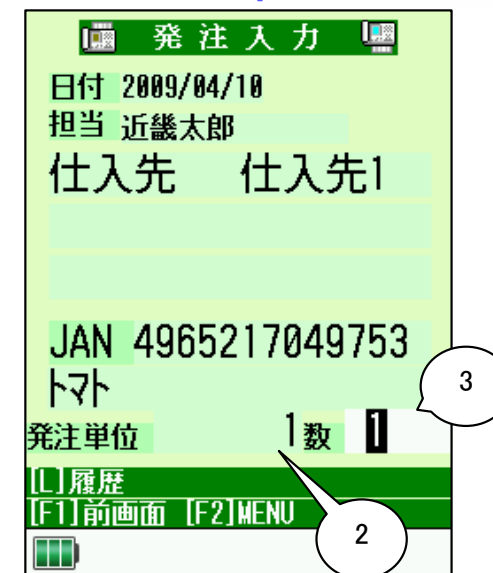 発注入力
日付 2009/04/10
担当 近畿太郎
仕入先 仕入先1
JAN 4965217049753
トマト
発注単位 1 数 1
3
[L]履歴
[F1]前画面 [F2]MENU
2